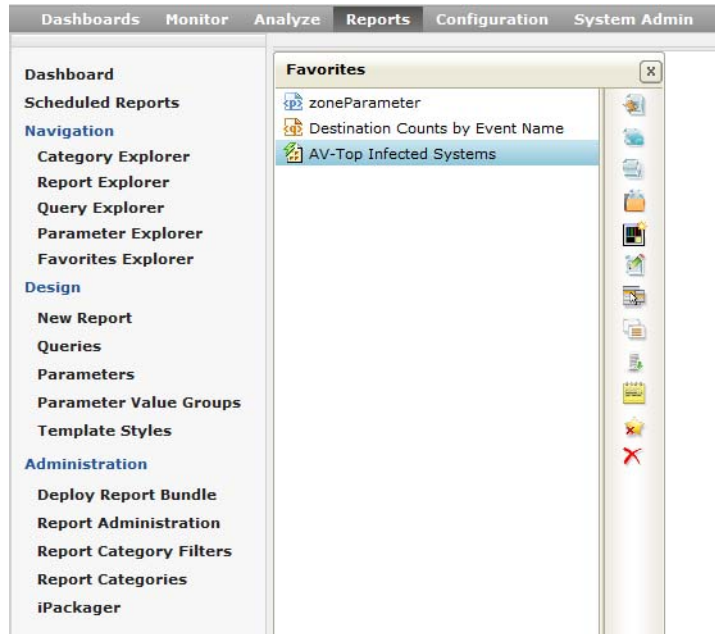 Dashboards Monitor Analyze Reports Configuration System Admin
Dashboard
Scheduled Reports
Navigation
Category Explorer
Report Explorer
Query Explorer
Parameter Explorer
Favorites Explorer
Design
New Report
Queries
Parameters
Parameter Value Groups
Template Styles
Administration
Deploy Report Bundle
Report Administration
Report Category Filters
Report Categories
iPackager
Favorites x
<p> zoneParameter
<q> Destination Counts by Event Name
AV-Top Infected Systems